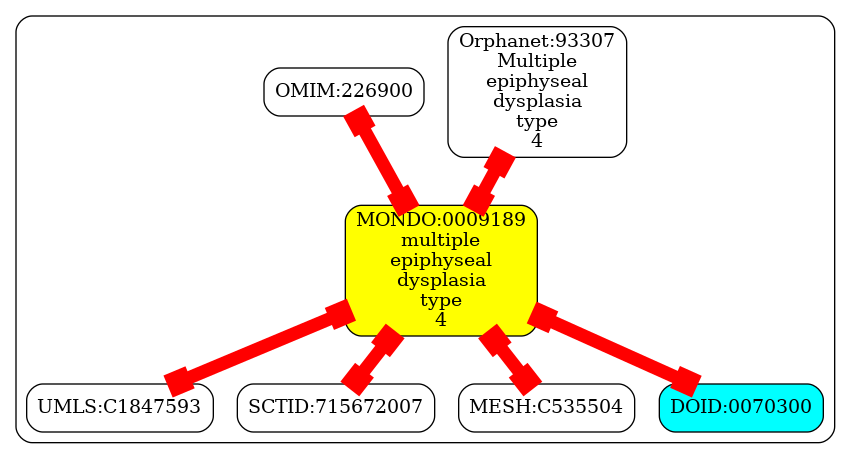 Orphanet:93307
Multiple
epiphyseal
dysplasia
type
4
OMIM:226900
MONDO:0009189
multiple
epiphyseal
dysplasia
type
4
UMLS:C1847593
SCTID:715672007
MESH:C535504
DOID:0070300